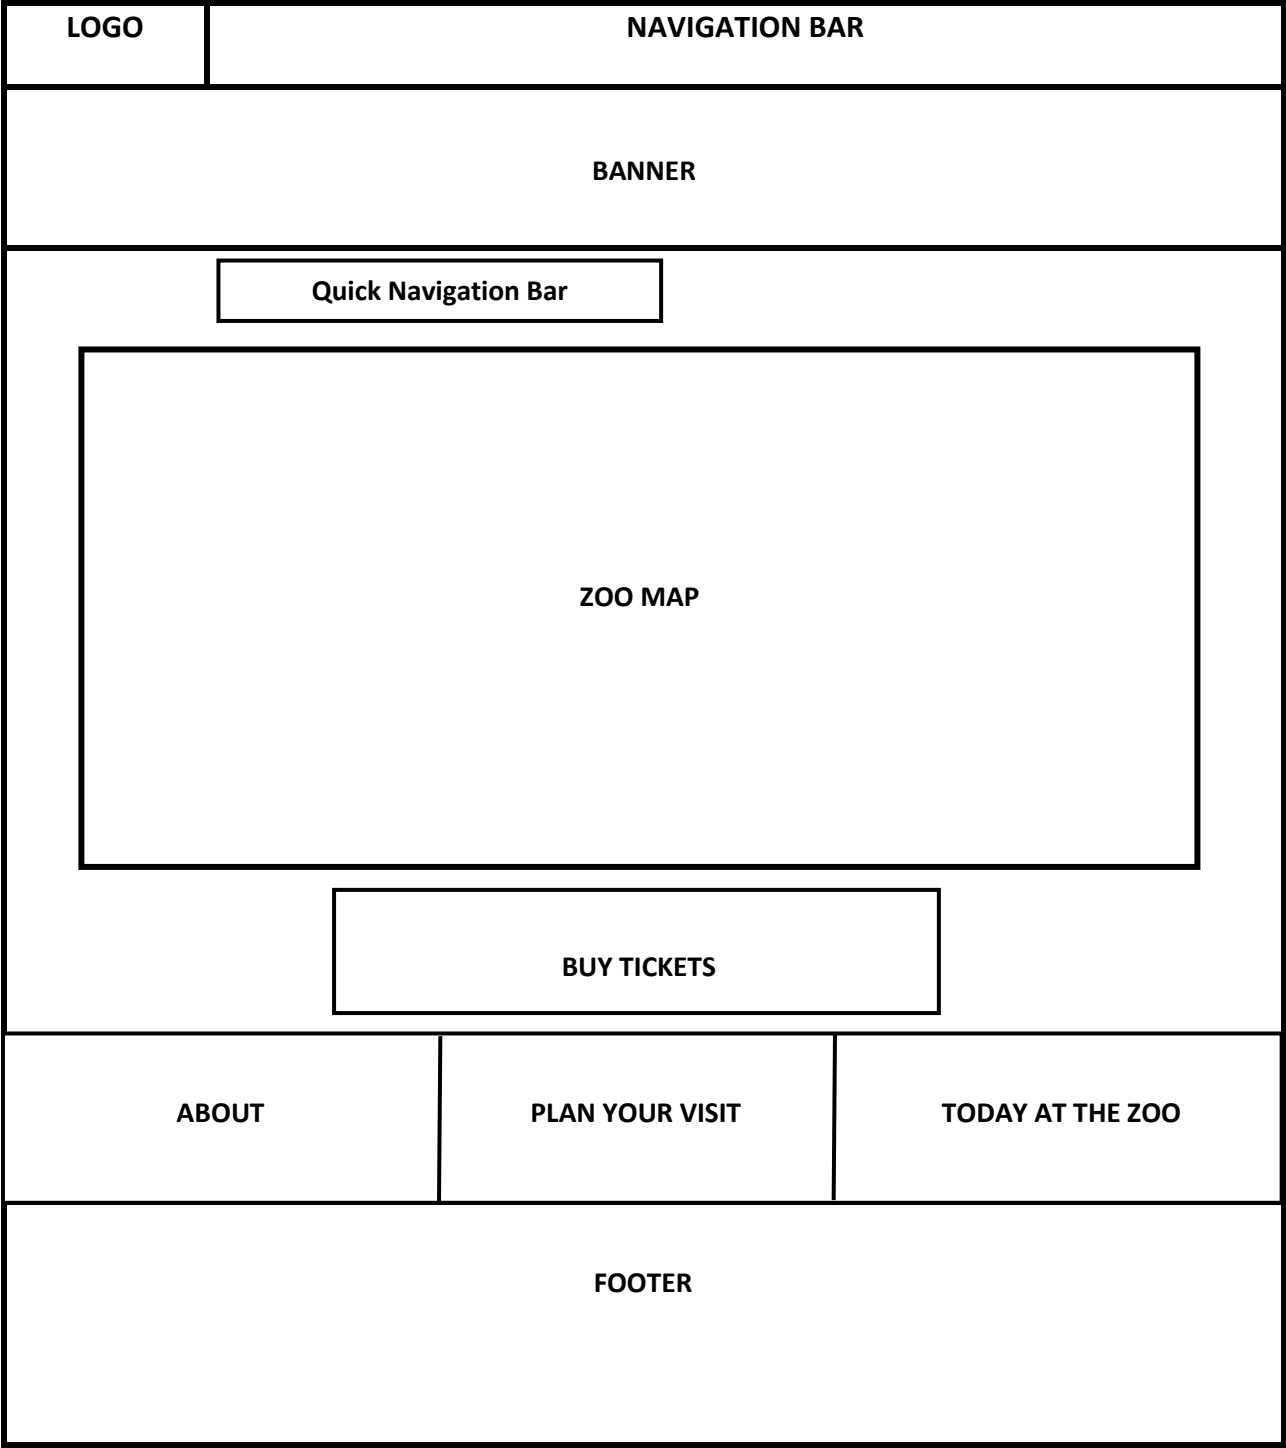 LOGO
NAVIGATION BAR
BANNER
Quick Navigation Bar
ZOO MAP
BUY TICKETS
ABOUT
PLAN YOUR VISIT
TODAY AT THE ZOO
FOOTER